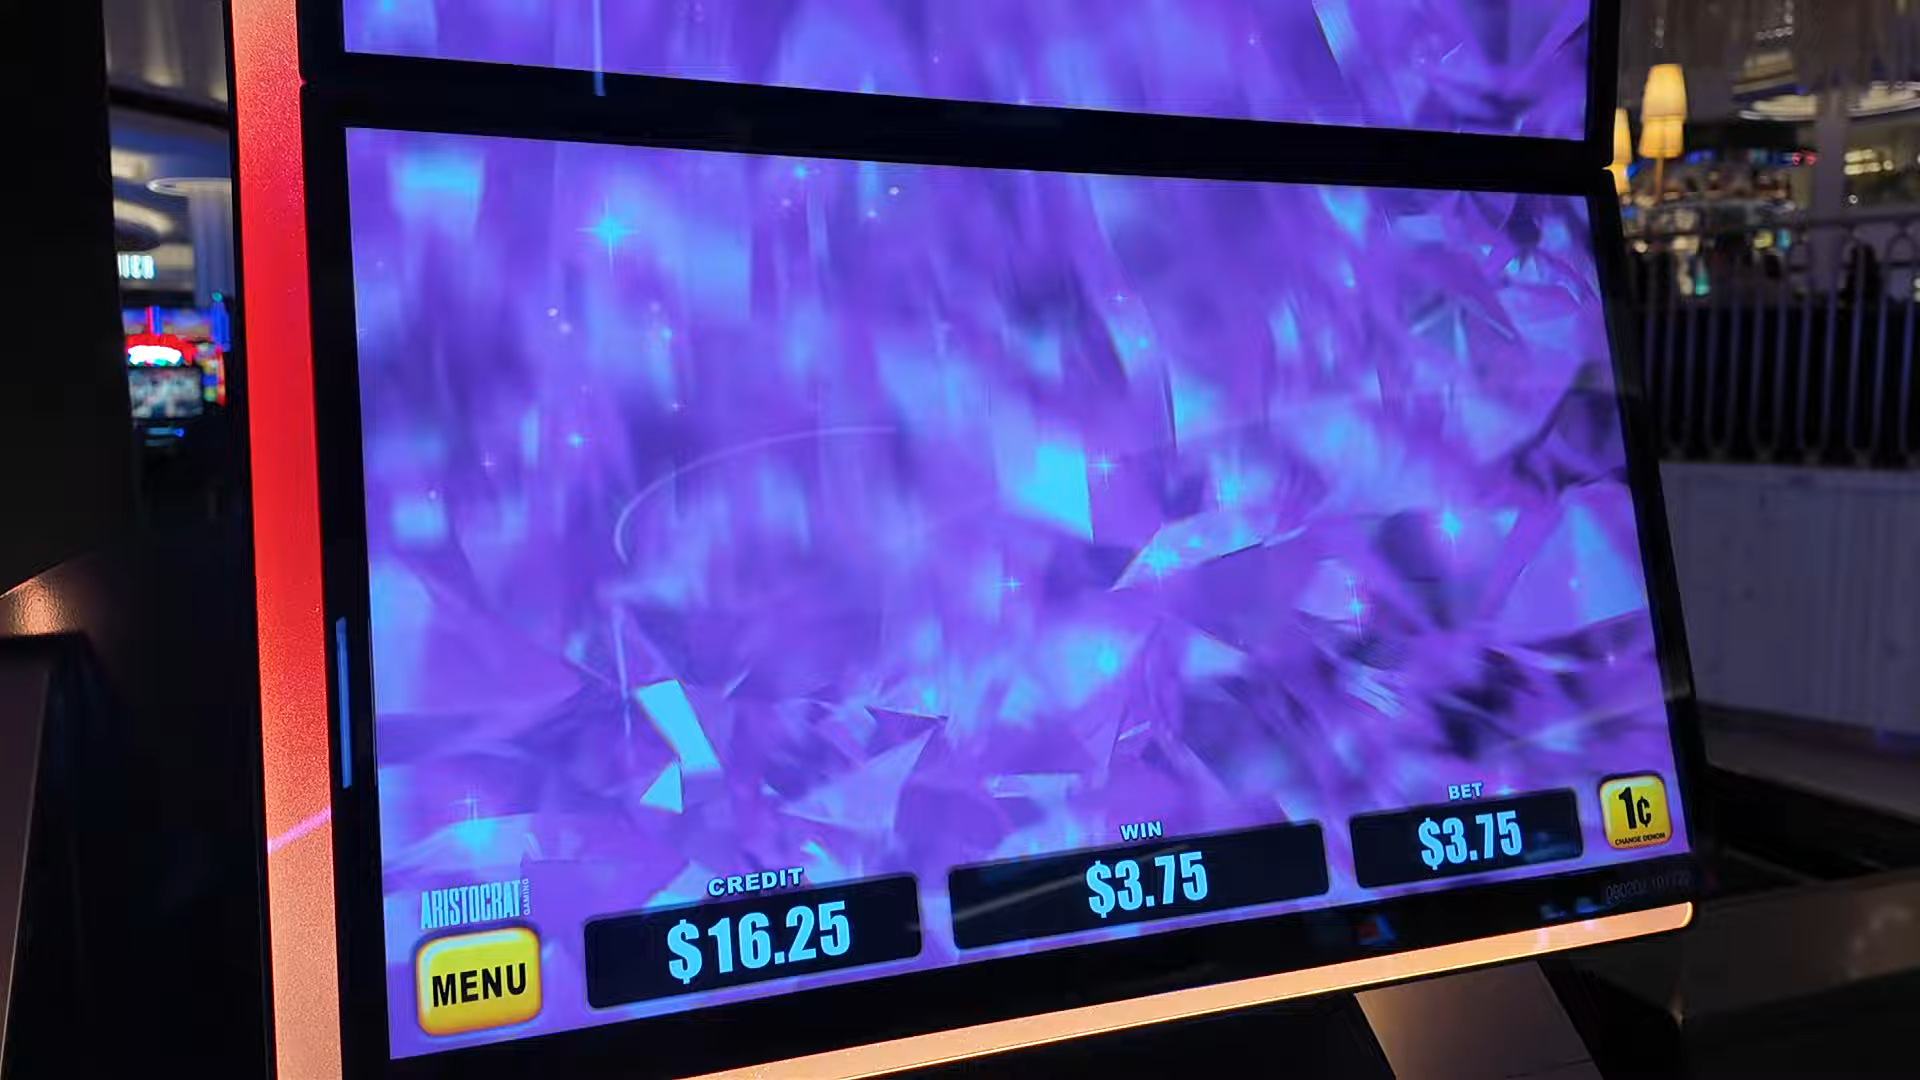 CREDIT
$16.25
WIN
$3.75
BET
$3.75
1¢
CHANGE DENOM
ARISTOCRAT
GAMING
MENU